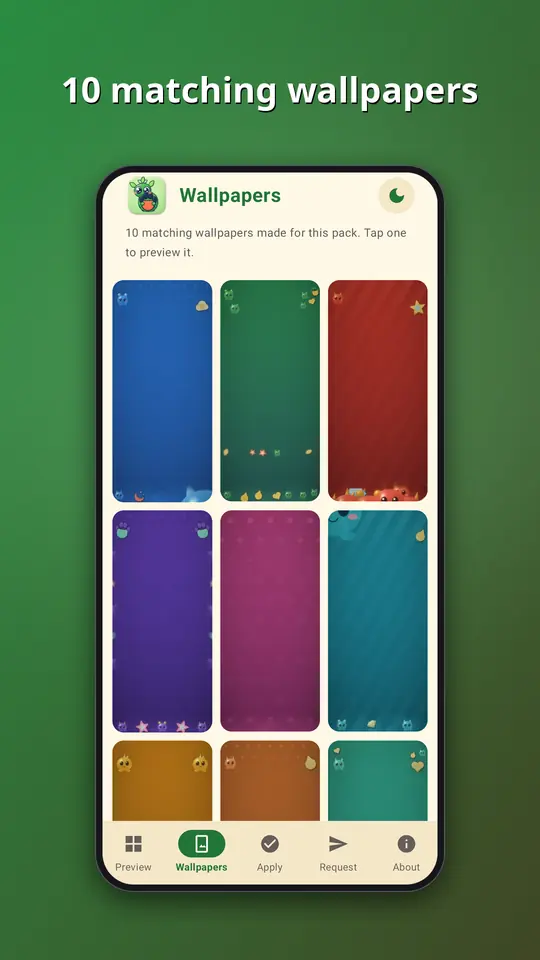 10 matching wallpapers
Wallpapers
10 matching wallpapers made for this pack. Tap one
to preview it.
Preview
Wallpapers
Apply
Request
About